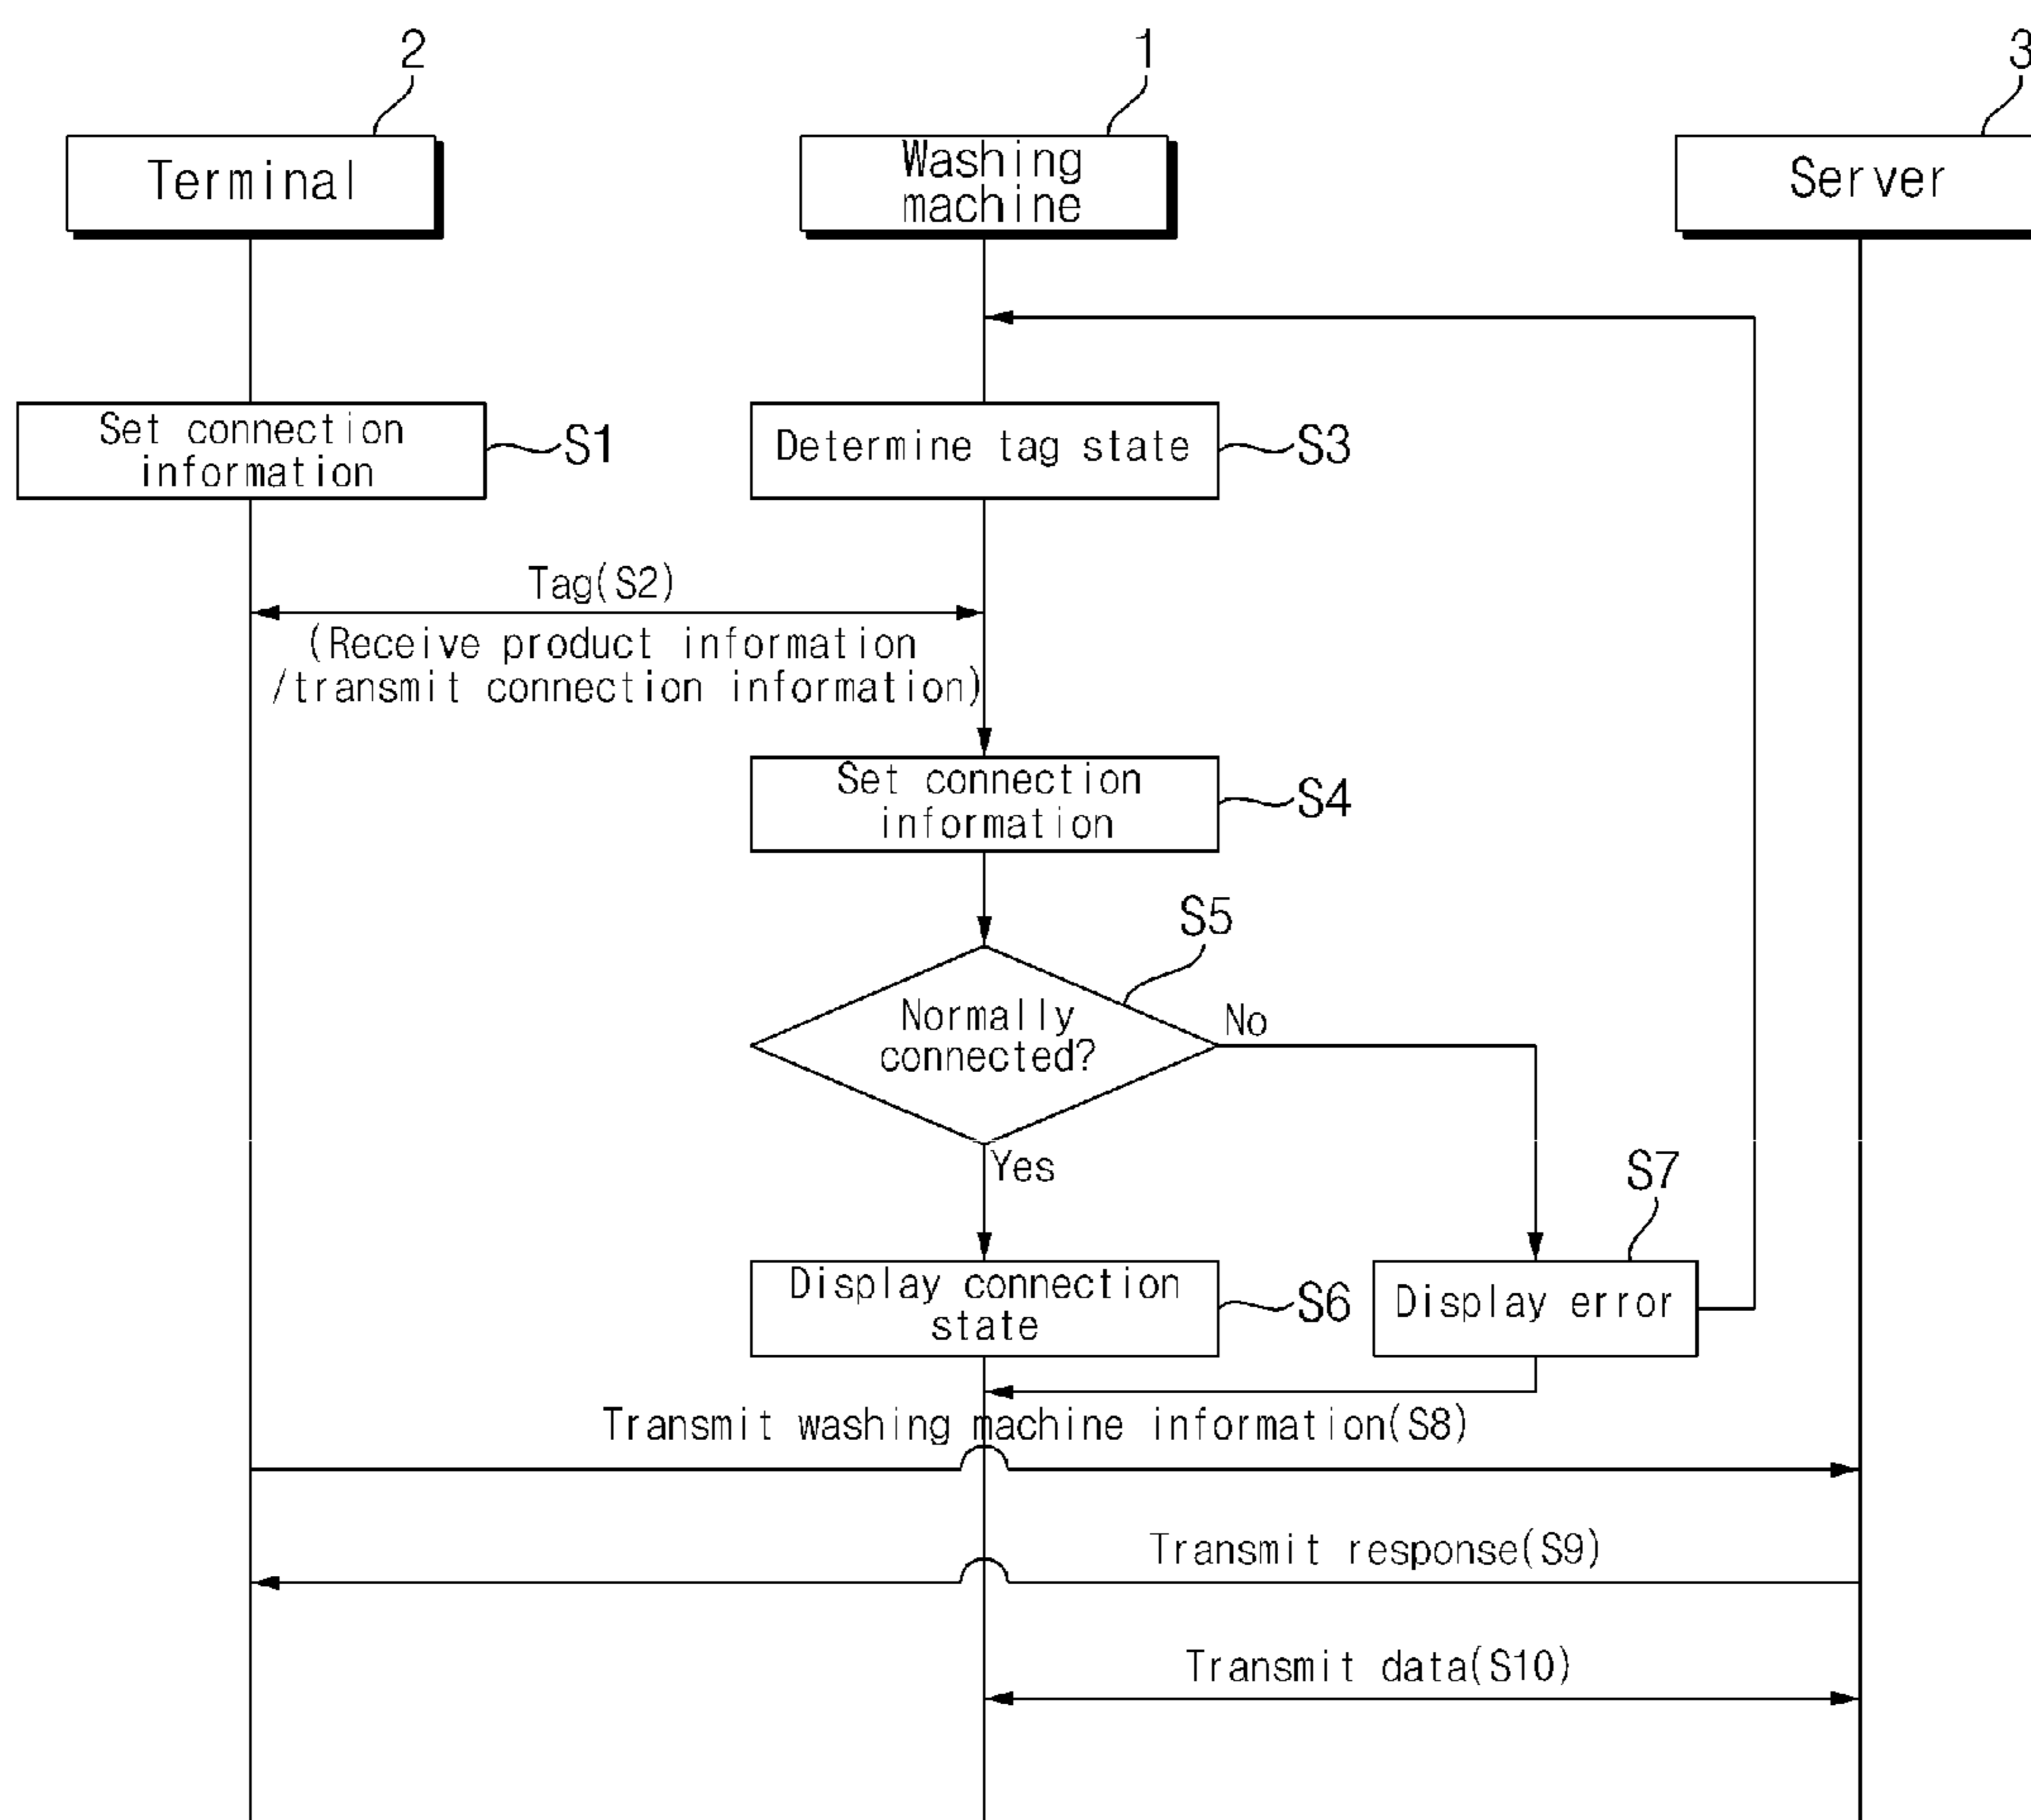 2
1
3
Terminal
Washing
machine
Server
Set connection
information
S1
Determine tag state
S3
Tag(S2)
(Receive product information
/transmit connection information)
Set connection
information
S4
S5
Normally
connected?
No
Yes
S7
Display connection
state
S6
Display error
Transmit washing machine information(S8)
Transmit response(S9)
Transmit data(S10)